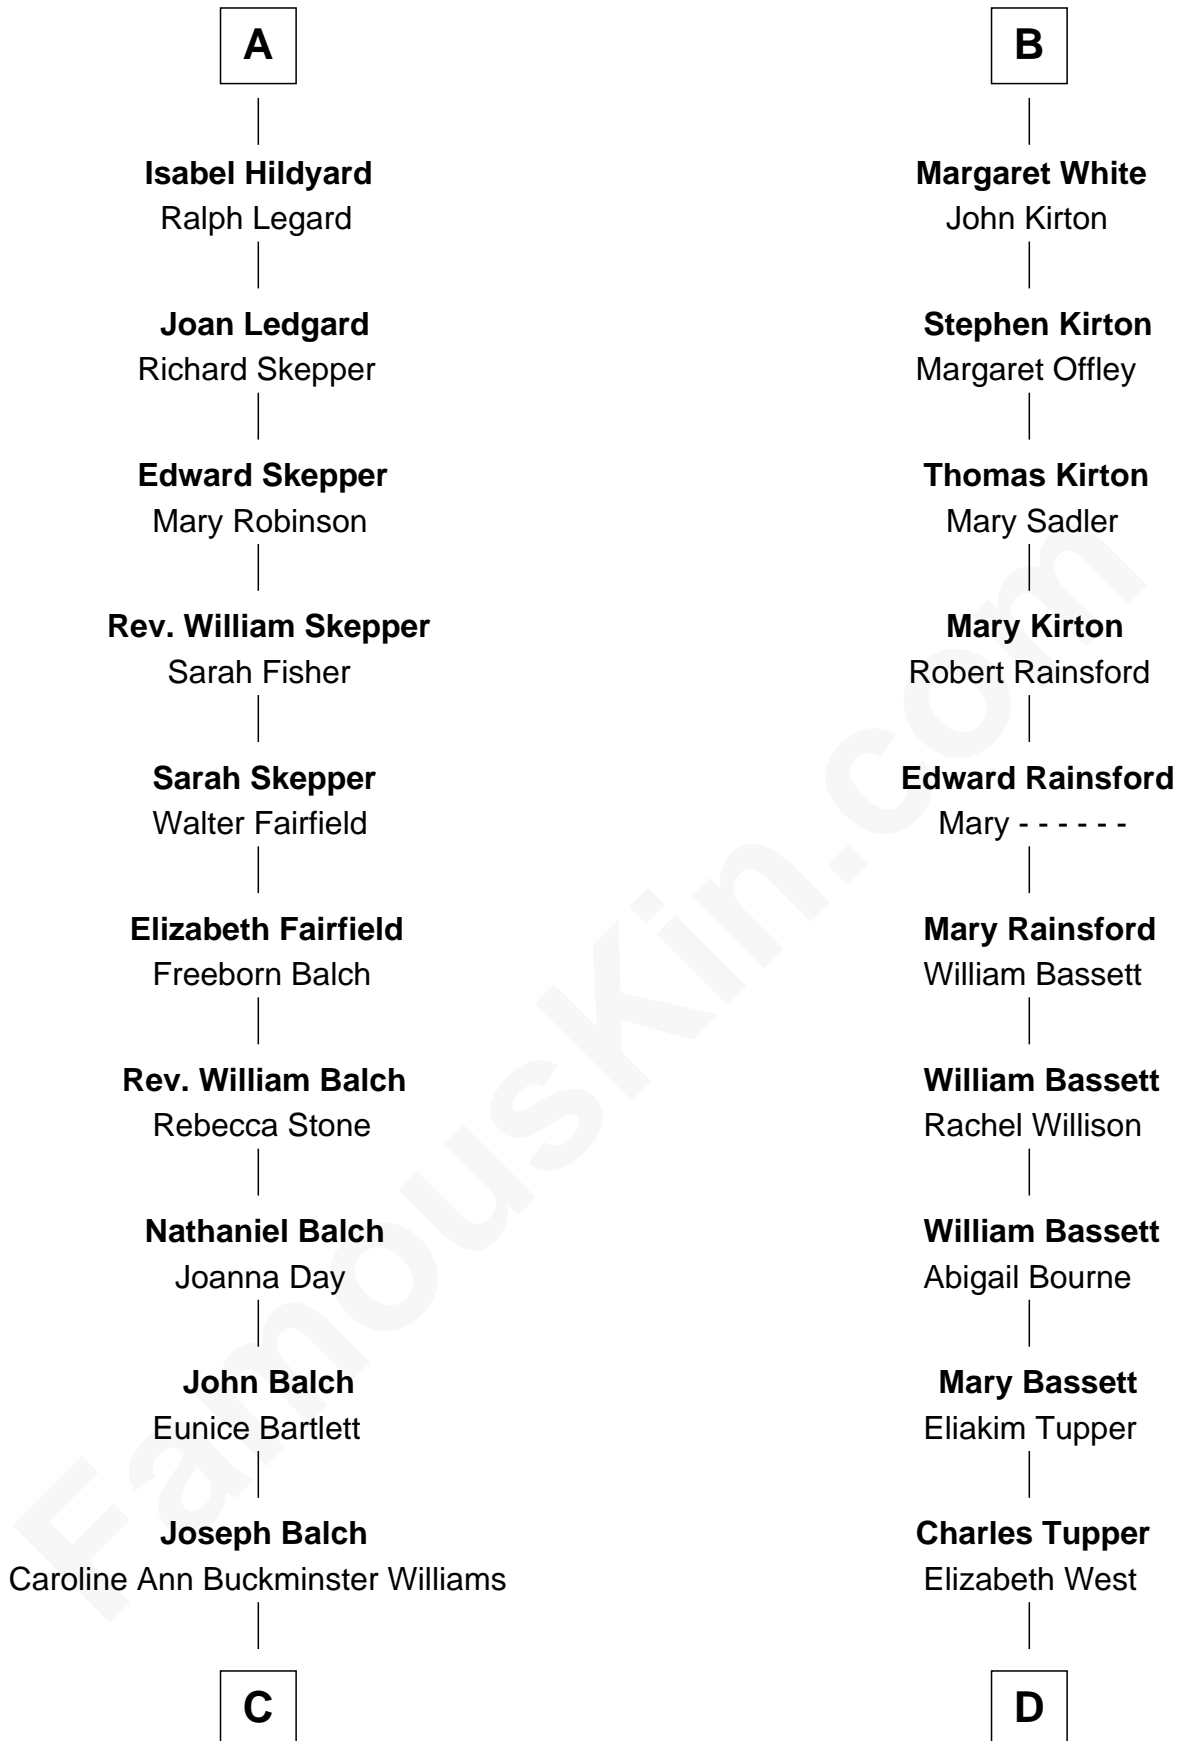 A
Isabel Hildyard
Ralph Legard
Joan Ledgard
Richard Skepper
Edward Skepper
Mary Robinson
Rev. William Skepper
Sarah Fisher
Sarah Skepper
Walter Fairfield
Elizabeth Fairfield
Freeborn Balch
Rev. William Balch
Rebecca Stone
Nathaniel Balch
Joanna Day
John Balch
Eunice Bartlett
Joseph Balch
Caroline Ann Buckminster Williams
C
B
Margaret White
John Kirton
Stephen Kirton
Margaret Offley
Thomas Kirton
Mary Sadler
Mary Kirton
Robert Rainsford
Edward Rainsford
Mary - - - - - -
Mary Rainsford
William Bassett
William Bassett
Rachel Willison
William Bassett
Abigail Bourne
Mary Bassett
Eliakim Tupper
Charles Tupper
Elizabeth West
D
FamousKin.com